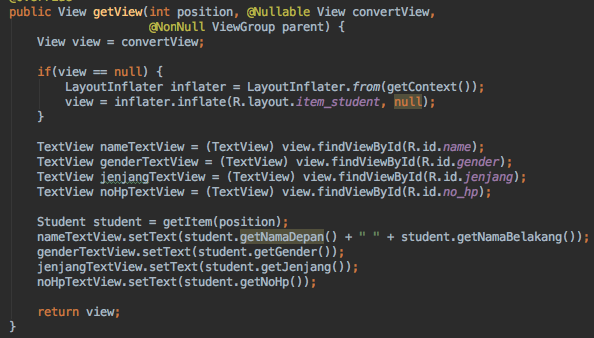 public View getView(int position, @Nullable View convertView,
@NonNull ViewGroup parent) {
View view = convertView;
if(view == null) {
LayoutInflater inflater = LayoutInflater.from(getContext());
view = inflater.inflate(R.layout.item_student, null);
}
TextView nameTextView = (TextView) view.findViewById(R.id.name);
TextView genderTextView = (TextView) view.findViewById(R.id.gender);
TextView jenjangTextView = (TextView) view.findViewById(R.id.jenjang);
TextView noHpTextView = (TextView) view.findViewById(R.id.no_hp);
Student student = getItem(position);
nameTextView.setText(student.getNamaDepan() + " " + student.getNamaBelakang());
genderTextView.setText(student.getGender());
jenjangTextView.setText(student.getJenjang());
noHpTextView.setText(student.getNoHp());
return view;
}